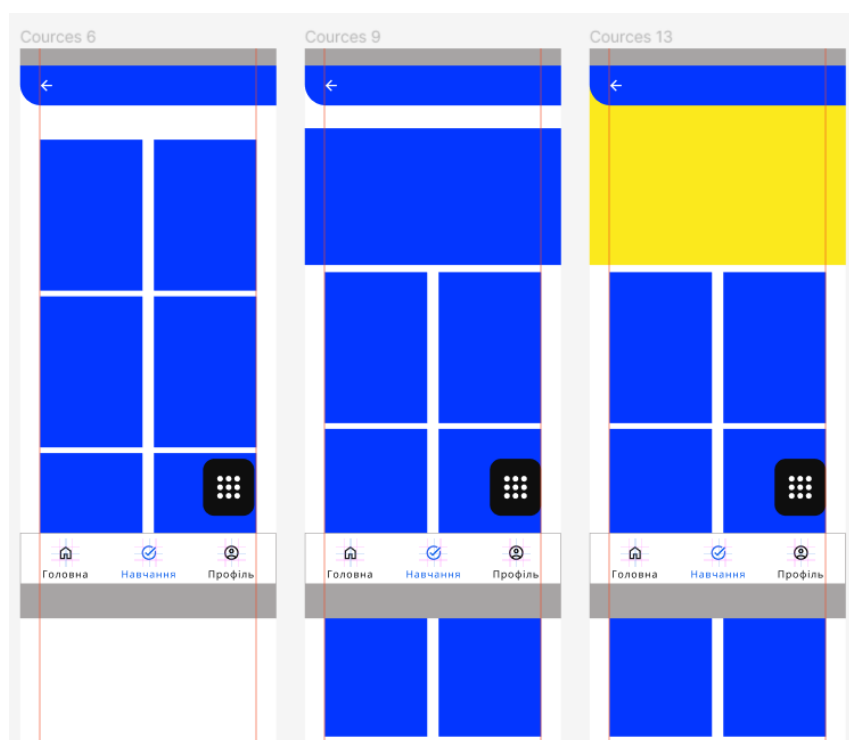 Cources 6
Cources 9
Cources 13
Головна Навчання Профіль
Головна Навчання Профіль
Головна Навчання Профіль